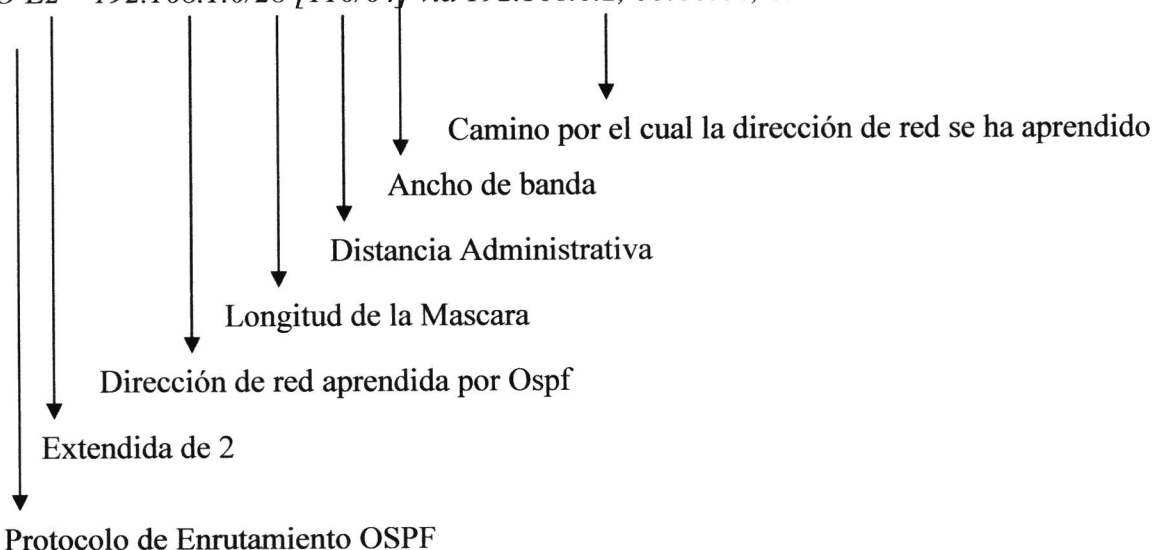 via
Camino por el cual la dirección de red se ha aprendido
Ancho de banda
Distancia Administrativa
Longitud de la Mascara
Dirección de red aprendida por Ospf
Extendida de 2
Protocolo de Enrutamiento OSPF